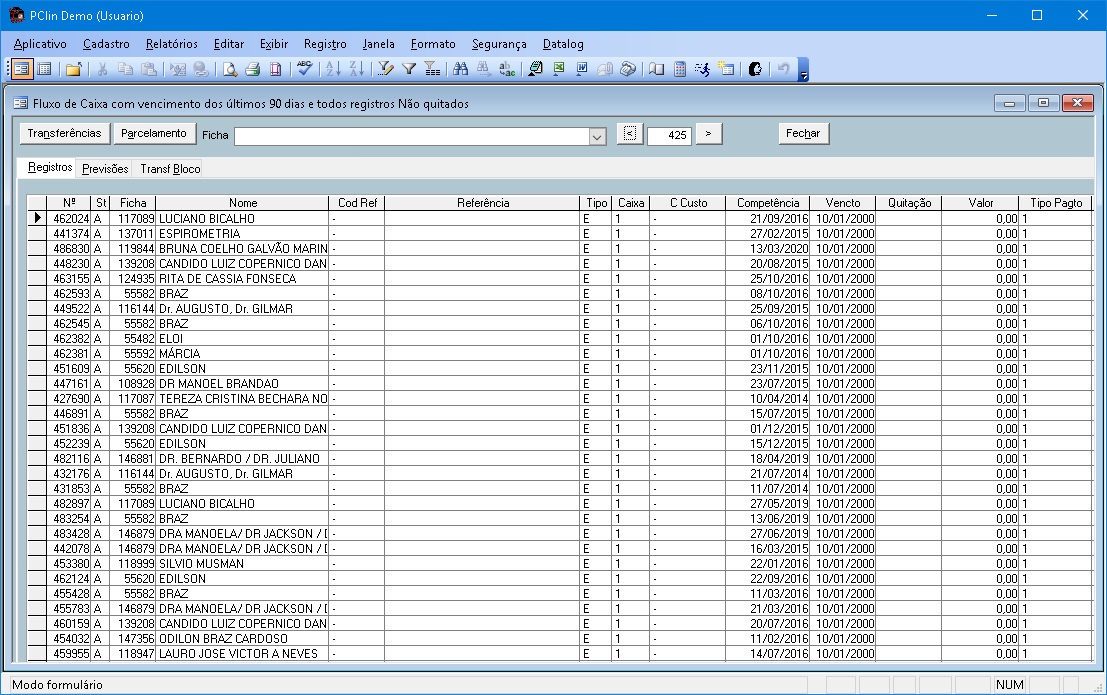 PClin Demo (Usuario)
Aplicativo Cadastro Relatórios Editar Exibir Registro Janela Formato Segurança Datalog
Fluxo de Caixa com vencimento dos últimos 90 dias e todos registros Não quitados
Transferências Parcelamento Ficha < 425 > Fechar
Registros Previsões Transf Bloco
Nº St Ficha Nome Cod Ref Referência Tipo Caixa C Custo Competência Vencto Quitação Valor Tipo Pagto
462024 A 117089 LUCIANO BICALHO - E 1 - 21/09/2016 10/01/2000 0,00 1
441374 A 137011 ESPIROMETRIA - E 1 - 27/02/2015 10/01/2000 0,00 1
486830 A 119844 BRUNA COELHO GALVÃO MARIN - E 1 - 13/03/2020 10/01/2000 0,00 1
448230 A 139208 CANDIDO LUIZ COPERNICO DAN - E 1 - 20/08/2015 10/01/2000 0,00 1
463155 A 124935 RITA DE CASSIA FONSECA - E 1 - 25/10/2016 10/01/2000 0,00 1
462593 A 55582 BRAZ - E 1 - 08/10/2016 10/01/2000 0,00 1
449522 A 116144 Dr. AUGUSTO, Dr. GILMAR - E 1 - 25/09/2015 10/01/2000 0,00 1
462545 A 55582 BRAZ - E 1 - 06/10/2016 10/01/2000 0,00 1
462382 A 55482 ELOI - E 1 - 01/10/2016 10/01/2000 0,00 1
462381 A 55592 MÁRCIA - E 1 - 01/10/2016 10/01/2000 0,00 1
451609 A 55620 EDILSON - E 1 - 23/11/2015 10/01/2000 0,00 1
447161 A 108928 DR MANOEL BRANDAO - E 1 - 23/07/2015 10/01/2000 0,00 1
427690 A 117087 TEREZA CRISTINA BECHARA NO - E 1 - 10/04/2014 10/01/2000 0,00 1
446891 A 55582 BRAZ - E 1 - 15/07/2015 10/01/2000 0,00 1
451836 A 139208 CANDIDO LUIZ COPERNICO DAN - E 1 - 01/12/2015 10/01/2000 0,00 1
452239 A 55620 EDILSON - E 1 - 15/12/2015 10/01/2000 0,00 1
482116 A 146881 DR. BERNARDO / DR. JULIANO - E 1 - 18/04/2019 10/01/2000 0,00 1
432176 A 116144 Dr. AUGUSTO, Dr. GILMAR - E 1 - 21/07/2014 10/01/2000 0,00 1
431853 A 55582 BRAZ - E 1 - 11/07/2014 10/01/2000 0,00 1
482897 A 117089 LUCIANO BICALHO - E 1 - 27/05/2019 10/01/2000 0,00 1
483254 A 55582 BRAZ - E 1 - 13/06/2019 10/01/2000 0,00 1
483428 A 146879 DRA MANOELA/ DR JACKSON / D - E 1 - 27/06/2019 10/01/2000 0,00 1
442078 A 146879 DRA MANOELA/ DR JACKSON / D - E 1 - 16/03/2015 10/01/2000 0,00 1
453380 A 118999 SILVIO MUSMAN - E 1 - 22/01/2016 10/01/2000 0,00 1
462124 A 55620 EDILSON - E 1 - 22/09/2016 10/01/2000 0,00 1
455428 A 55582 BRAZ - E 1 - 11/03/2016 10/01/2000 0,00 1
455783 A 146879 DRA MANOELA/ DR JACKSON / D - E 1 - 21/03/2016 10/01/2000 0,00 1
460159 A 139208 CANDIDO LUIZ COPERNICO DAN - E 1 - 20/07/2016 10/01/2000 0,00 1
454032 A 147356 ODILON BRAZ CARDOSO - E 1 - 11/02/2016 10/01/2000 0,00 1
459955 A 118947 LAURO JOSE VICTOR A NEVES - E 1 - 14/07/2016 10/01/2000 0,00 1
Modo formulário NUM